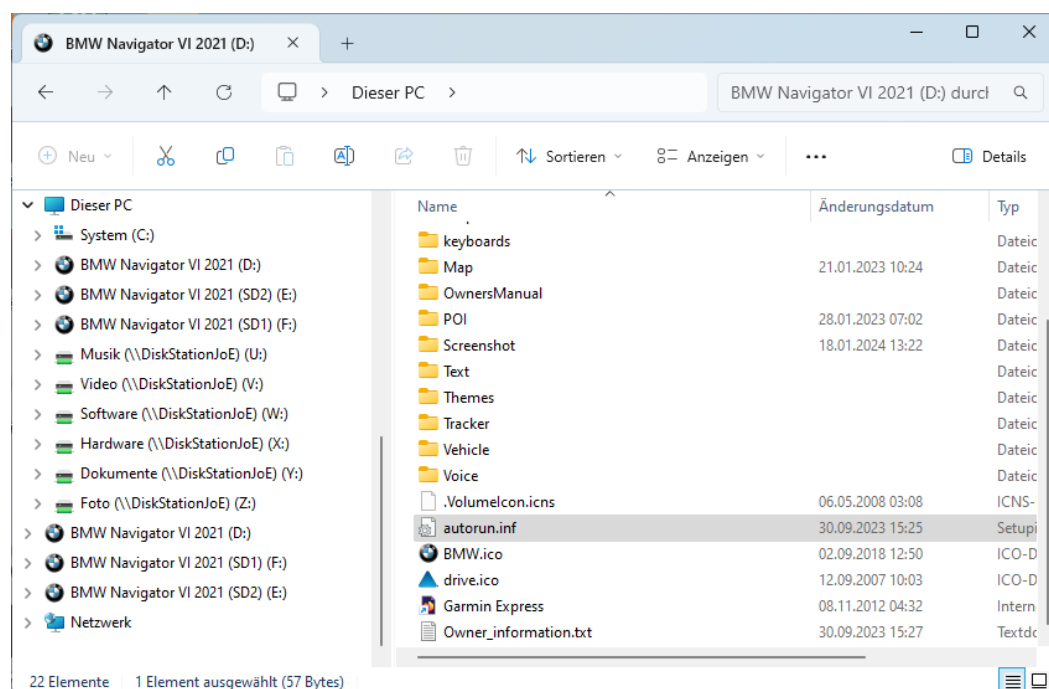 BMW Navigator VI 2021 (D:)
Dieser PC
BMW Navigator VI 2021 (D:) durch
Neu
Sortieren
Anzeigen
Details
Dieser PC
System (C:)
BMW Navigator VI 2021 (D:)
BMW Navigator VI 2021 (SD2) (E:)
BMW Navigator VI 2021 (SD1) (F:)
Musik (\\DiskStationJoE) (U:)
Video (\\DiskStationJoE) (V:)
Software (\\DiskStationJoE) (W:)
Hardware (\\DiskStationJoE) (X:)
Dokumente (\\DiskStationJoE) (Y:)
Foto (\\DiskStationJoE) (Z:)
BMW Navigator VI 2021 (D:)
BMW Navigator VI 2021 (SD1) (F:)
BMW Navigator VI 2021 (SD2) (E:)
Netzwerk
Name Änderungsdatum Typ
keyboards Dateic
Map 21.01.2023 10:24 Dateic
OwnersManual Dateic
POI 28.01.2023 07:02 Dateic
Screenshot 18.01.2024 13:22 Dateic
Text Dateic
Themes Dateic
Tracker Dateic
Vehicle Dateic
Voice Dateic
.VolumeIcon.icns 06.05.2008 03:08 ICNS-
autorun.inf 30.09.2023 15:25 Setupi
BMW.ico 02.09.2018 12:50 ICO-D
drive.ico 12.09.2007 10:03 ICO-D
Garmin Express 08.11.2012 04:32 Intern
Owner_information.txt 30.09.2023 15:27 Textdo
22 Elemente 1 Element ausgewählt (57 Bytes)